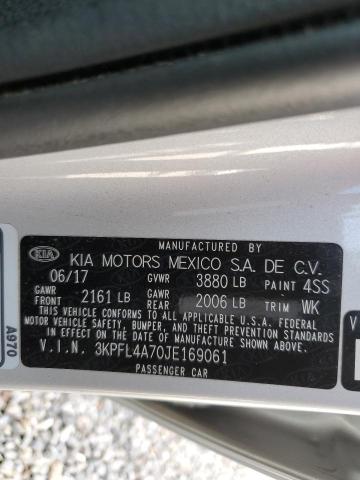 MANUFACTURED BY
KIA KIA MOTORS MEXICO S.A. DE C.V.
06/17 GVWR 3880 LB PAINT 4SS
GAWR FRONT 2161 LB GAWR REAR 2006 LB TRIM WK
THIS VEHICLE CONFORMS TO ALL APPLICABLE U.S.A. FEDERAL
MOTOR VEHICLE SAFETY, BUMPER, AND THEFT PREVENTION STANDARDS
IN EFFECT ON THE DATE OF MANUFACTURE SHOWN ABOVE.
V.I.N. 3KPFL4A70JE169061
PASSENGER CAR
A970
V